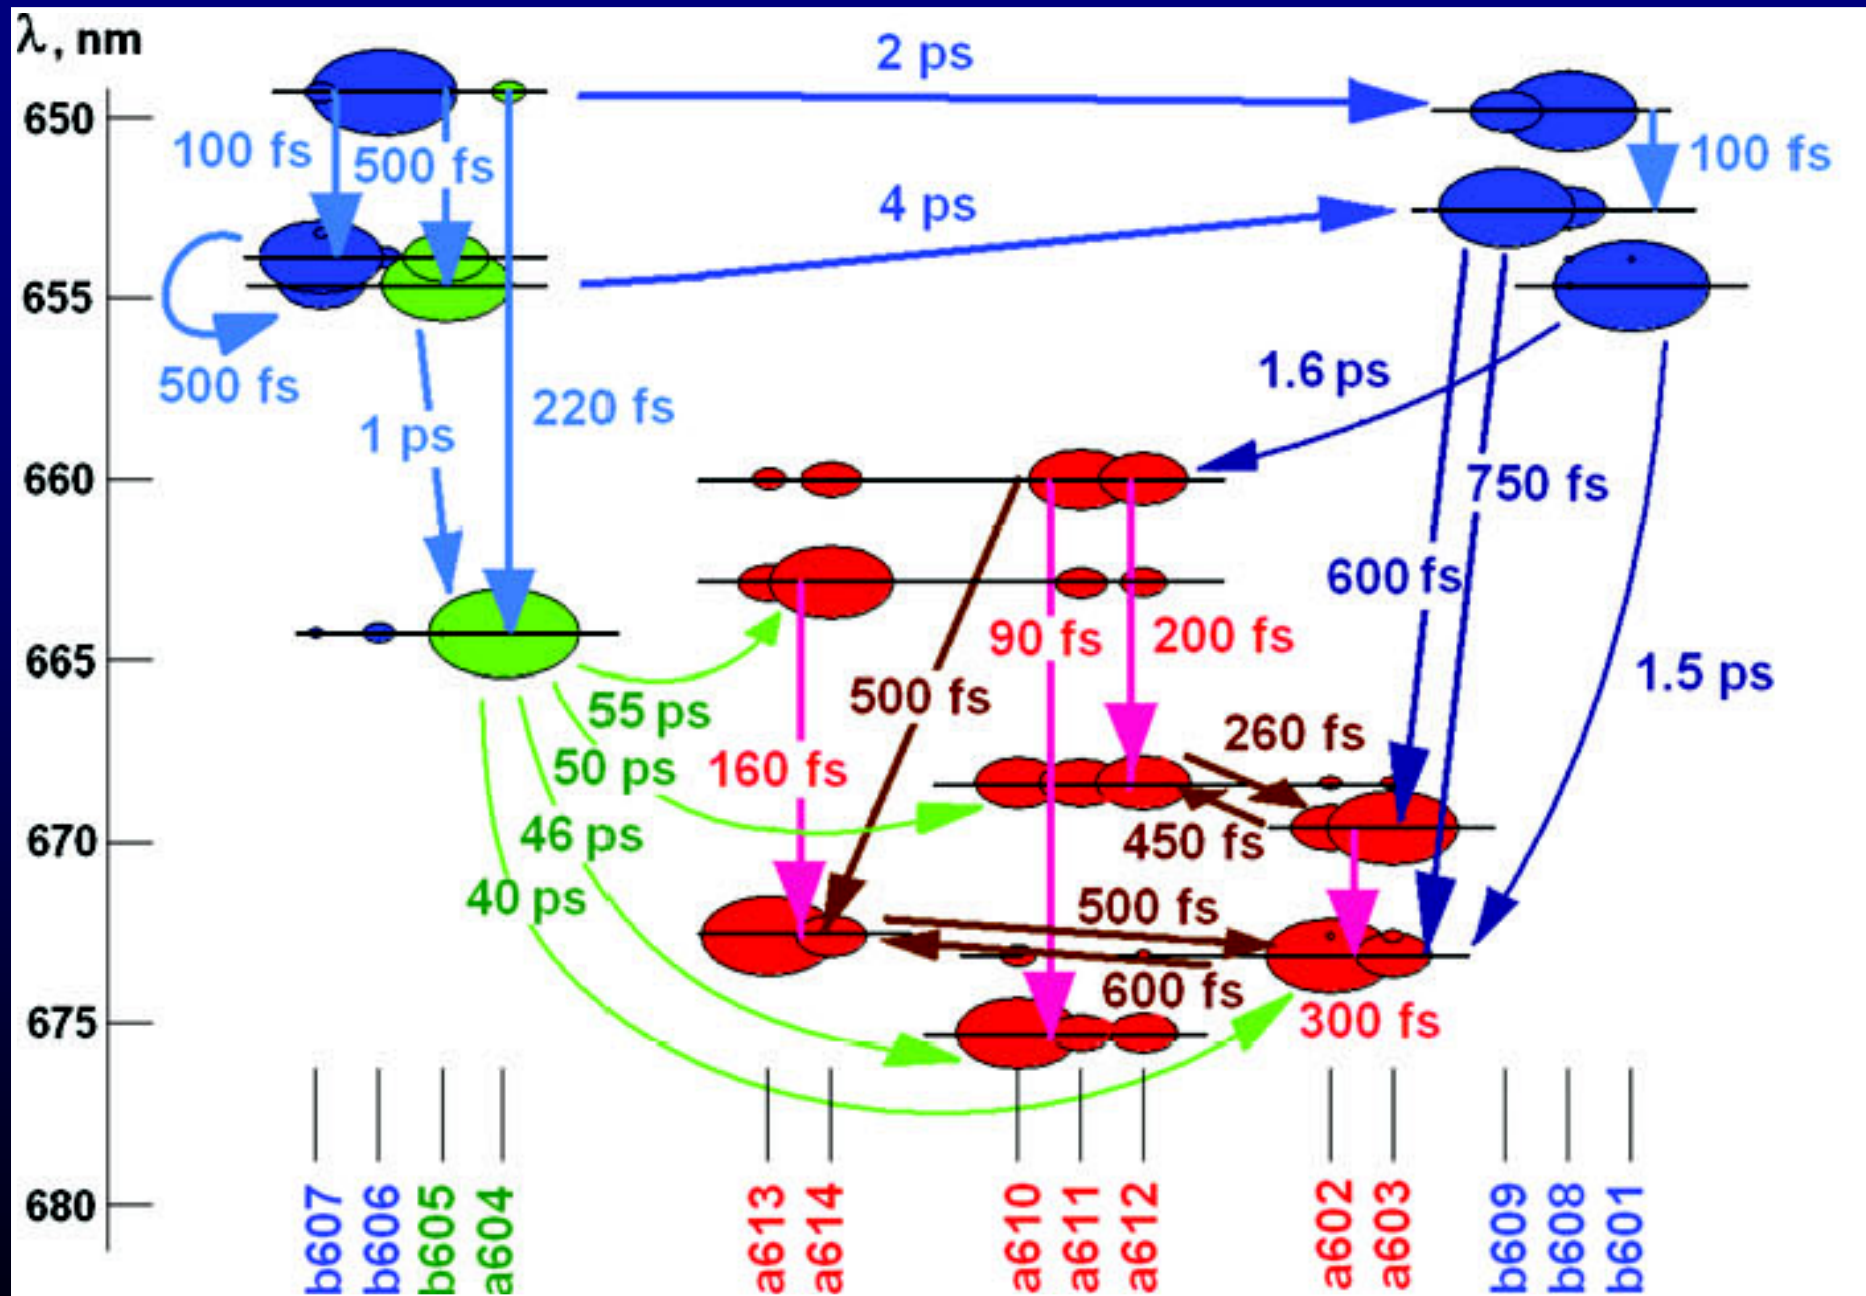 λ, nm
2 ps
650
100 fs
500 fs
100 fs
4 ps
655
500 fs
1.6 ps
220 fs
1 ps
660
750 fs
600 fs
90 fs
200 fs
665
1.5 ps
500 fs
55 ps
260 fs
50 ps
160 fs
46 ps
450 fs
670
40 ps
500 fs
600 fs
675
300 fs
680
b607
b606
b605
a604
a613
a614
a610
a611
a612
a602
a603
b609
b608
b601